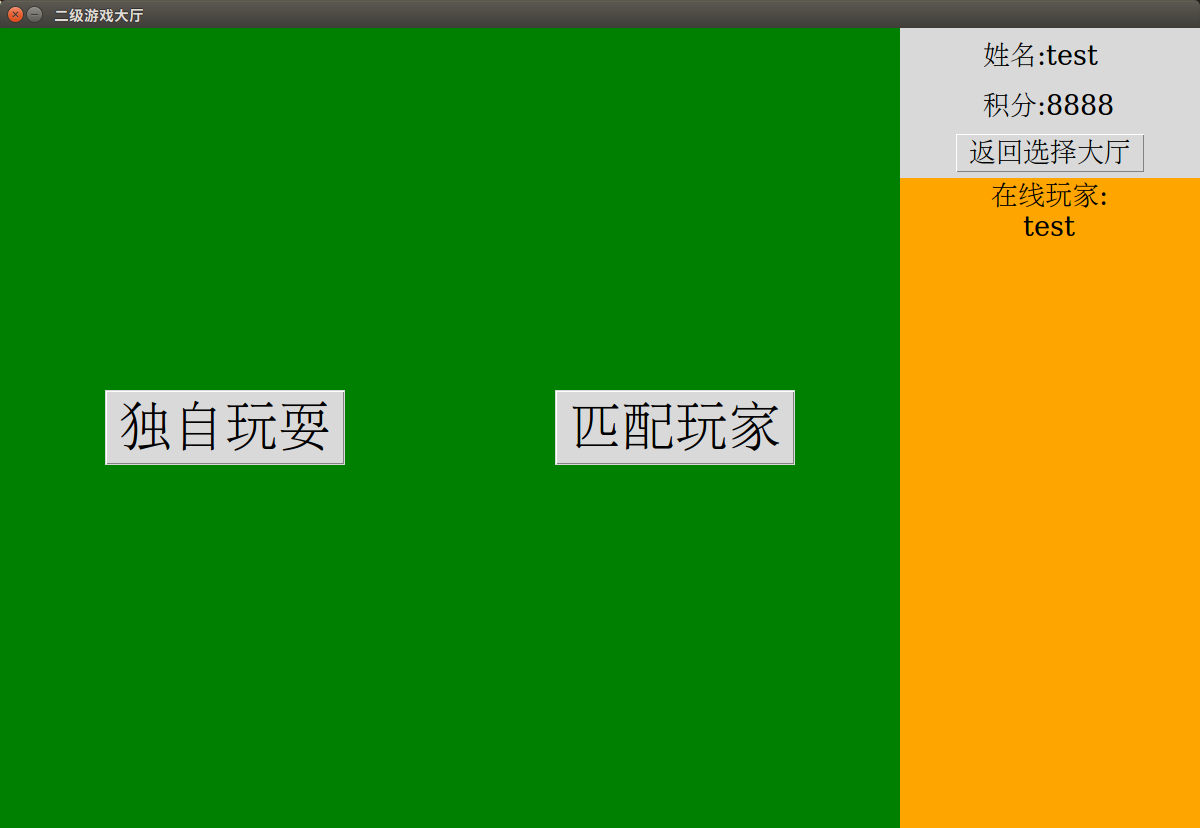 二级游戏大厅
姓名:test
积分:8888
返回选择大厅
在线玩家:
test
独自玩耍
匹配玩家